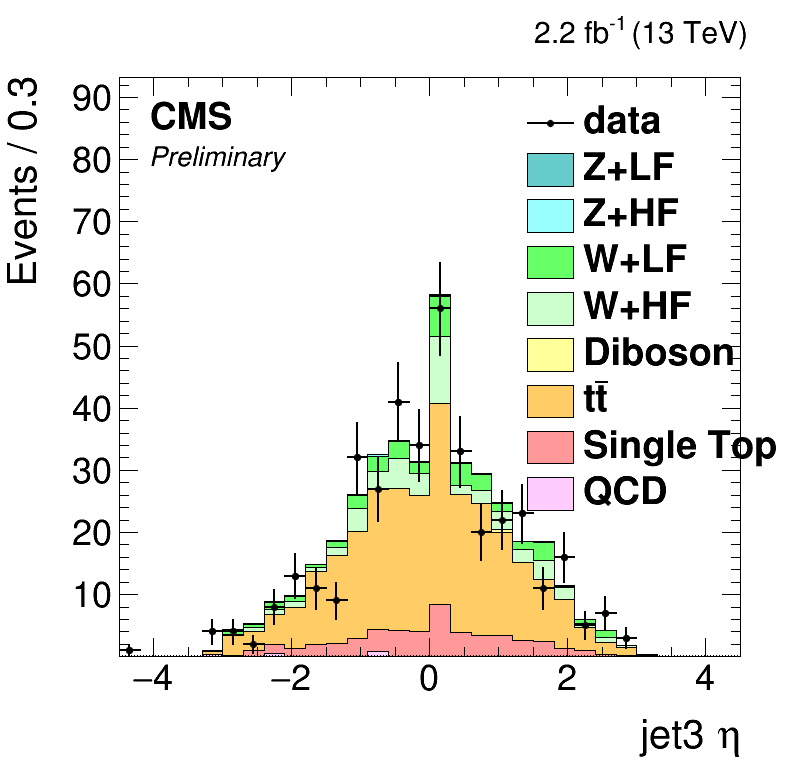 2.2 fb-1 (13 TeV)
Events / 0.3
CMS
Preliminary
data
Z+LF
Z+HF
W+LF
W+HF
Diboson
tt̄
Single Top
QCD
90
80
70
60
50
40
30
20
10
−4 −2 0 2 4
jet3 η